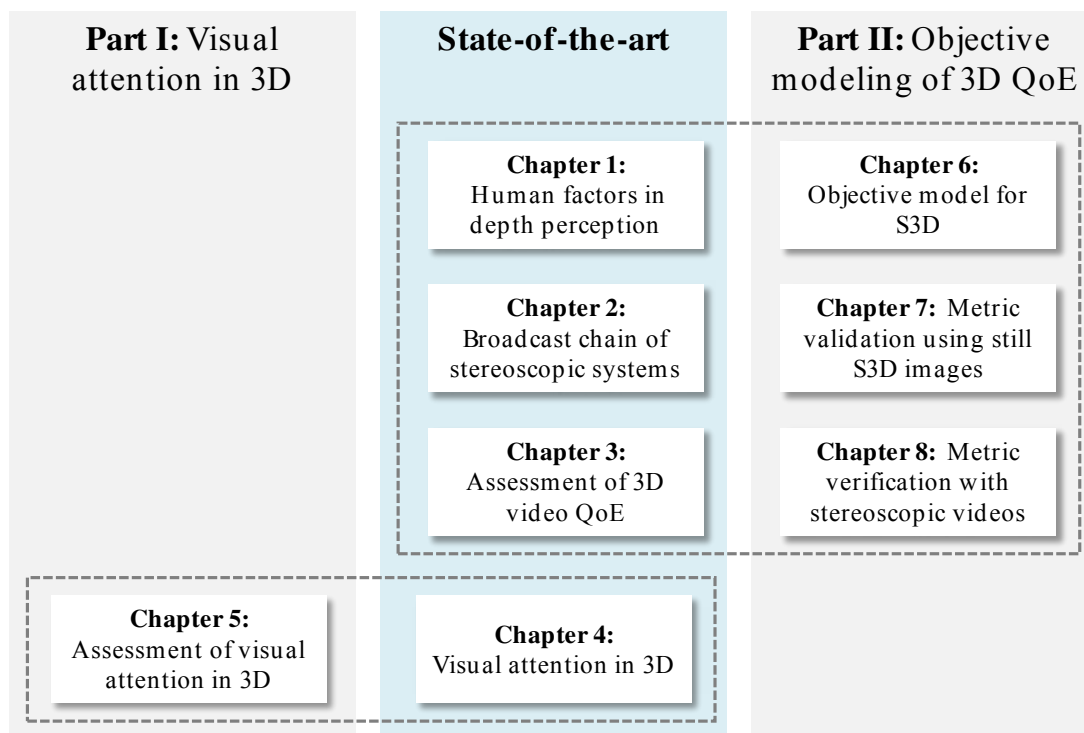 Part I: Visual
attention in 3D
State-of-the-art
Part II: Objective
modeling of 3D QoE
Chapter 1:
Human factors in
depth perception
Chapter 6:
Objective model for
S3D
Chapter 2:
Broadcast chain of
stereoscopic systems
Chapter 7: Metric
validation using still
S3D images
Chapter 3:
Assessment of 3D
video QoE
Chapter 8: Metric
verification with
stereoscopic videos
Chapter 5:
Assessment of visual
attention in 3D
Chapter 4:
Visual attention in 3D